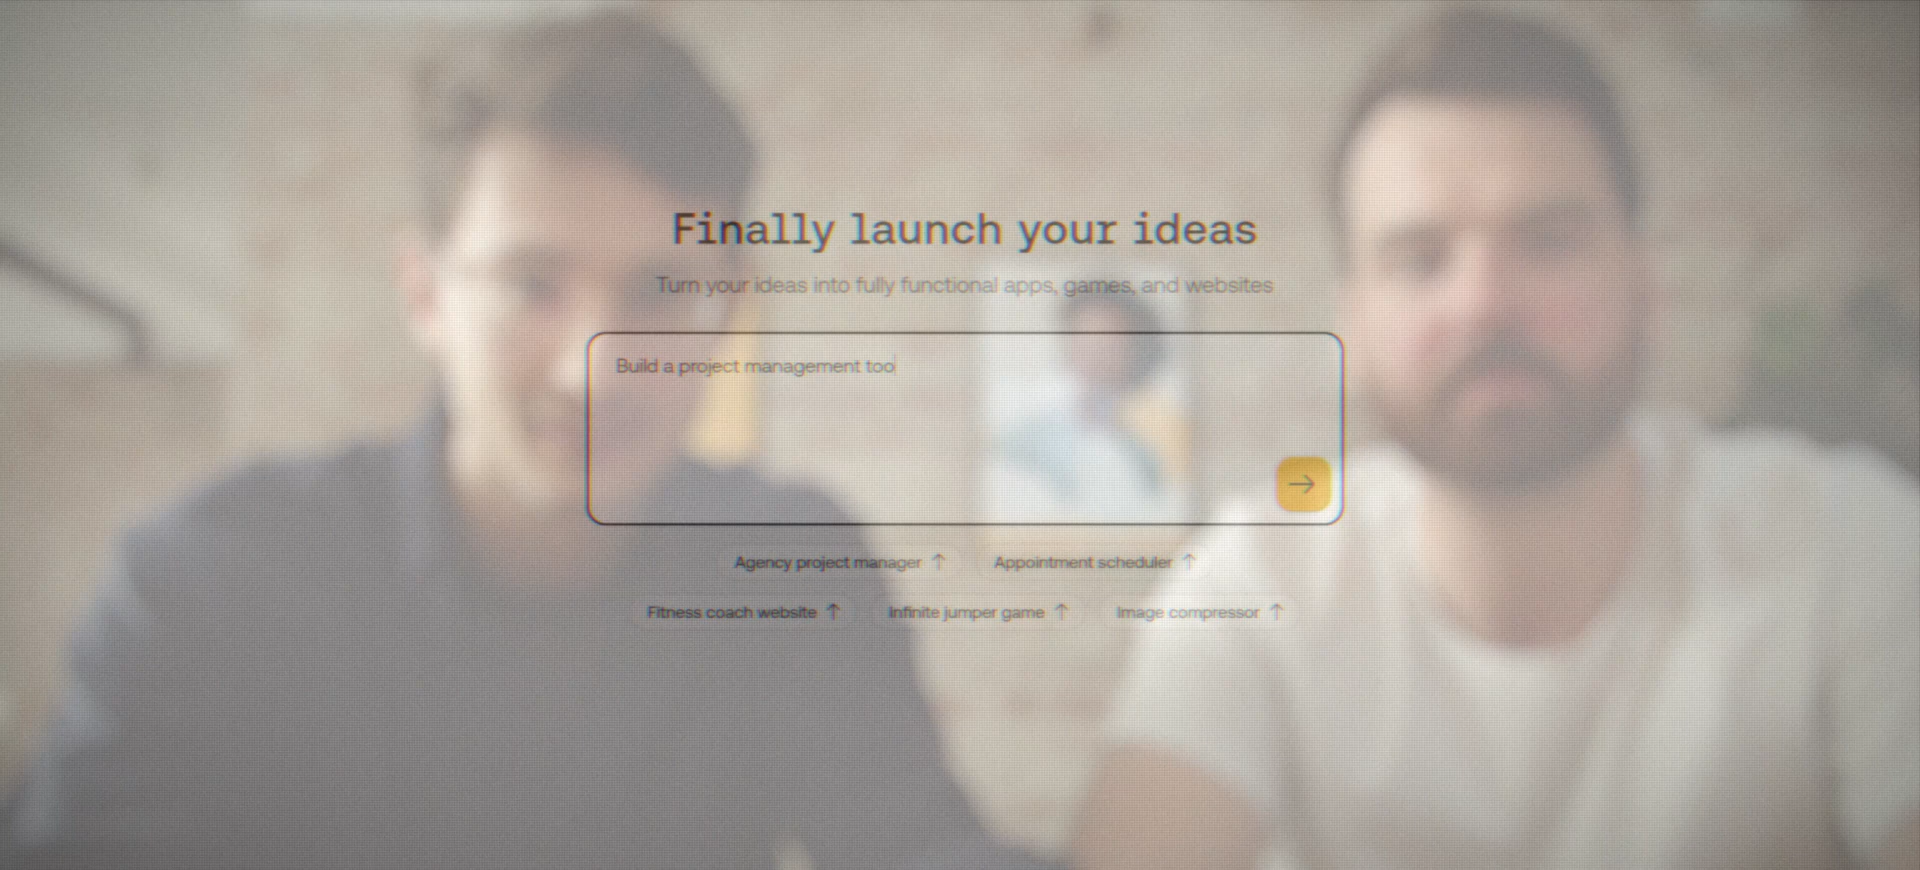 Finally launch your ideas
Turn your ideas into fully functional apps, games, and websites
Build a project management too
Agency project manager ↑
Appointment scheduler ↑
Fitness coach website ↑
Infinite jumper game ↑
Image compressor ↑